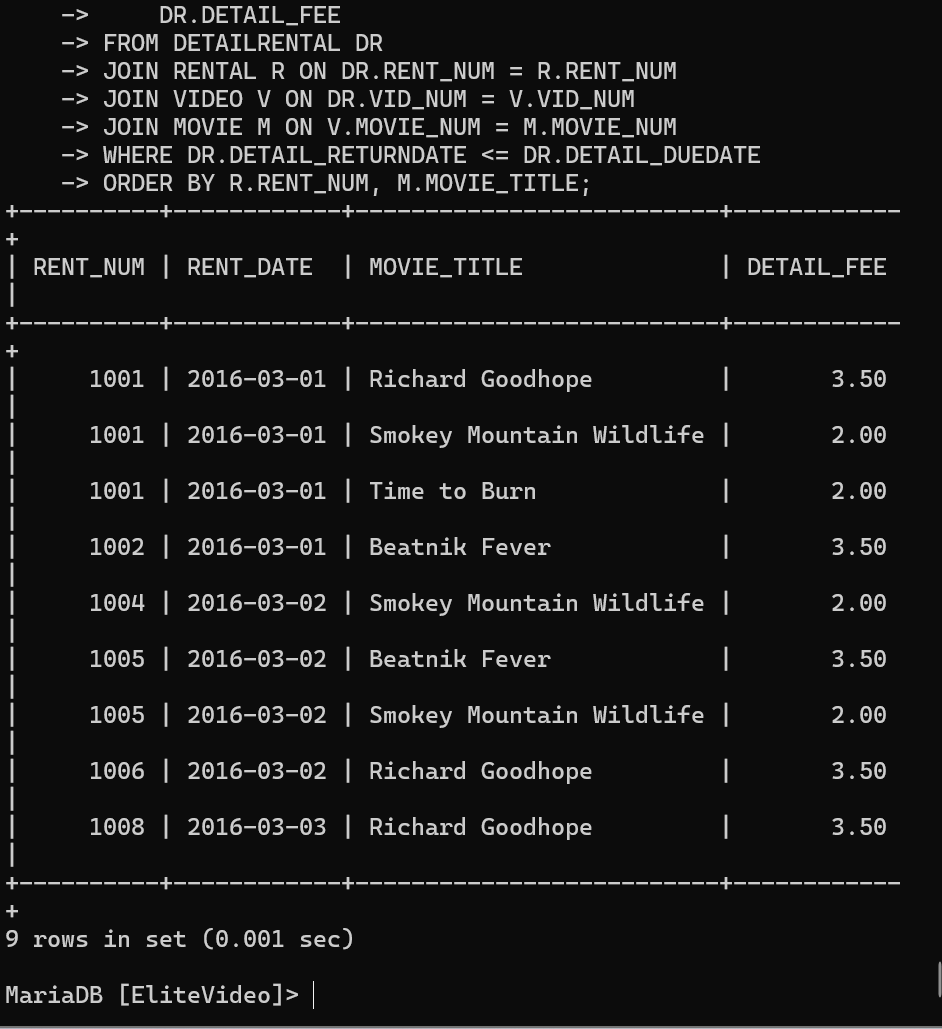 ->     DR.DETAIL_FEE
    -> FROM DETAILRENTAL DR
    -> JOIN RENTAL R ON DR.RENT_NUM = R.RENT_NUM
    -> JOIN VIDEO V ON DR.VID_NUM = V.VID_NUM
    -> JOIN MOVIE M ON V.MOVIE_NUM = M.MOVIE_NUM
    -> WHERE DR.DETAIL_RETURNDATE <= DR.DETAIL_DUEDATE
    -> ORDER BY R.RENT_NUM, M.MOVIE_TITLE;
+----------+------------+--------------------------+------------
+
| RENT_NUM | RENT_DATE  | MOVIE_TITLE              | DETAIL_FEE
|
+----------+------------+--------------------------+------------
+
|     1001 | 2016-03-01 | Richard Goodhope         |       3.50
|
|     1001 | 2016-03-01 | Smokey Mountain Wildlife |       2.00
|
|     1001 | 2016-03-01 | Time to Burn             |       2.00
|
|     1002 | 2016-03-01 | Beatnik Fever            |       3.50
|
|     1004 | 2016-03-02 | Smokey Mountain Wildlife |       2.00
|
|     1005 | 2016-03-02 | Beatnik Fever            |       3.50
|
|     1005 | 2016-03-02 | Smokey Mountain Wildlife |       2.00
|
|     1006 | 2016-03-02 | Richard Goodhope         |       3.50
|
|     1008 | 2016-03-03 | Richard Goodhope         |       3.50
|
+----------+------------+--------------------------+------------
+
9 rows in set (0.001 sec)

MariaDB [EliteVideo]>